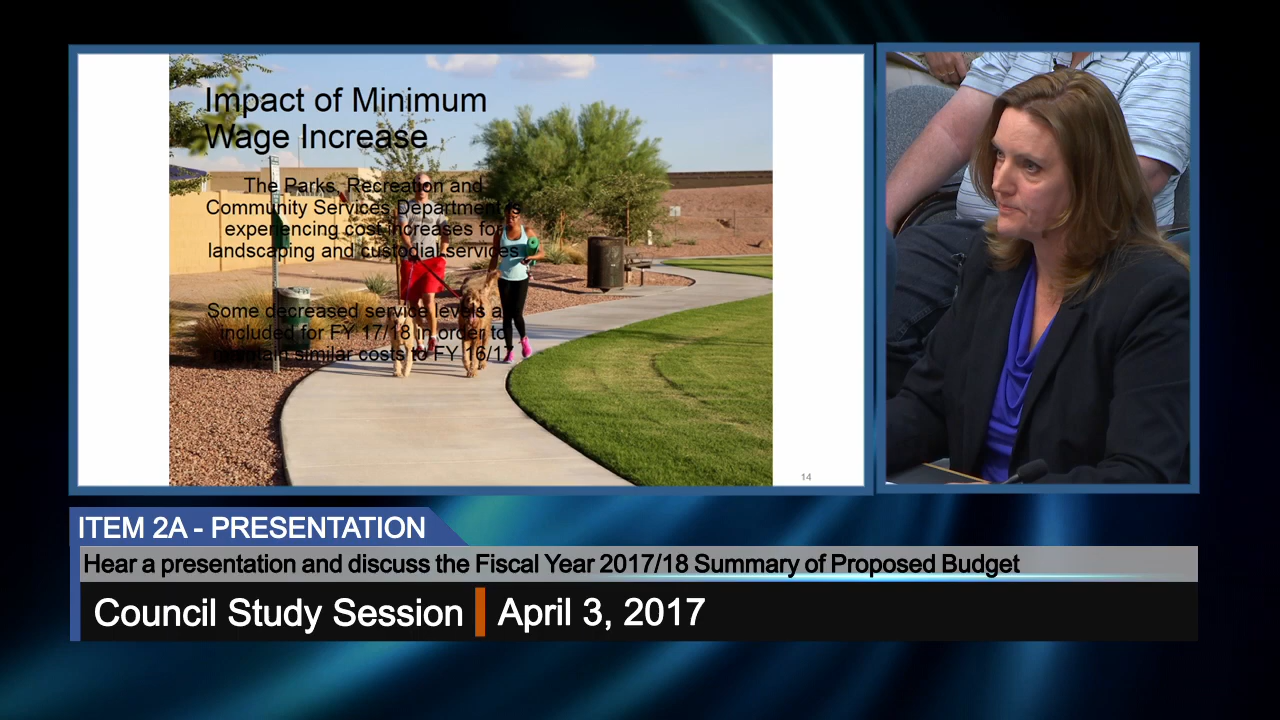 Impact of Minimum
Wage Increase
The Parks, Recreation and
Community Services Department is
experiencing cost increases for
landscaping and custodial services
Some decreased service levels a
included for FY 17/18 in order to
maintain similar costs to FY 16/17
14
ITEM 2A - PRESENTATION
Hear a presentation and discuss the Fiscal Year 2017/18 Summary of Proposed Budget
Council Study Session
April 3, 2017